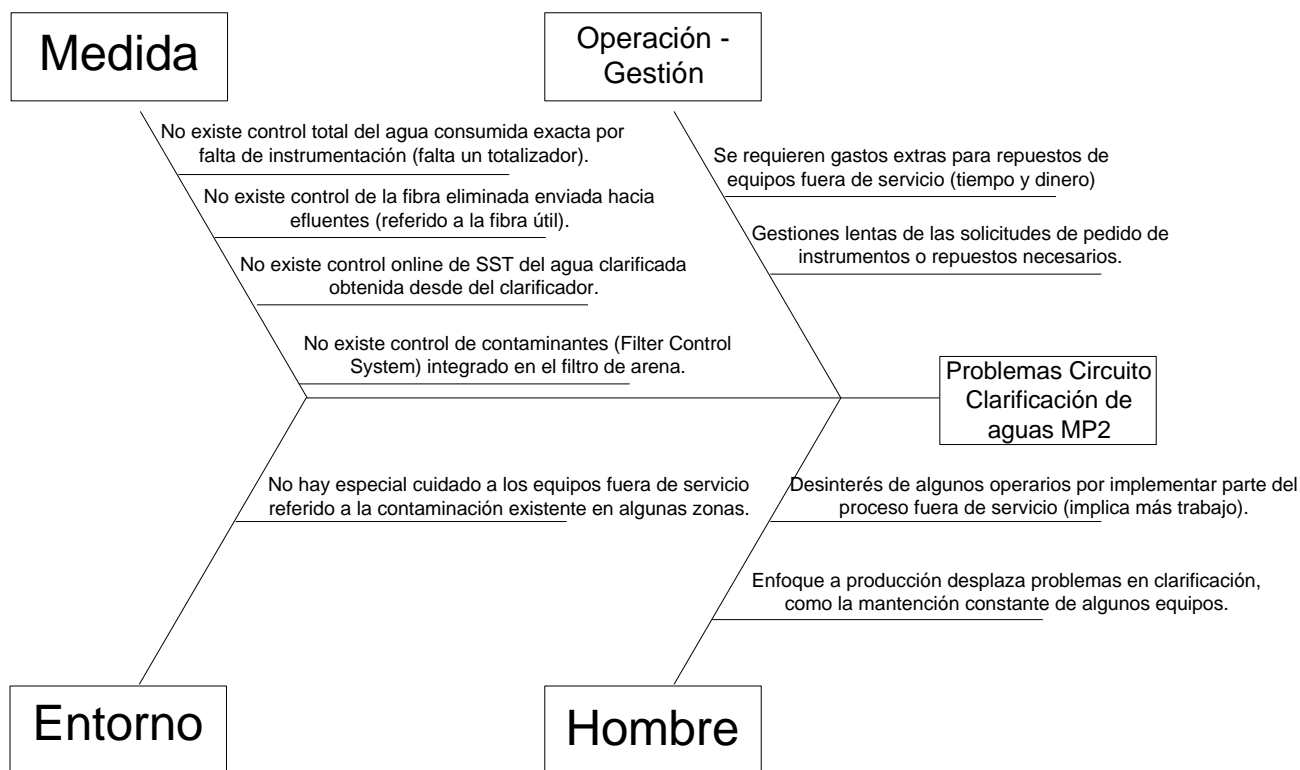 Medida
Operación -
Gestión
No existe control total del agua consumida exacta por
falta de instrumentación (falta un totalizador).
No existe control de la fibra eliminada enviada hacia
efluentes (referido a la fibra útil).
No existe control online de SST del agua clarificada
obtenida desde del clarificador.
No existe control de contaminantes (Filter Control
System) integrado en el filtro de arena.
Se requieren gastos extras para repuestos de
equipos fuera de servicio (tiempo y dinero)
Gestiones lentas de las solicitudes de pedido de
instrumentos o repuestos necesarios.
Problemas Circuito
Clarificación de
aguas MP2
No hay especial cuidado a los equipos fuera de servicio
referido a la contaminación existente en algunas zonas.
Desinterés de algunos operarios por implementar parte del
proceso fuera de servicio (implica más trabajo).
Enfoque a producción desplaza problemas en clarificación,
como la mantención constante de algunos equipos.
Entorno
Hombre